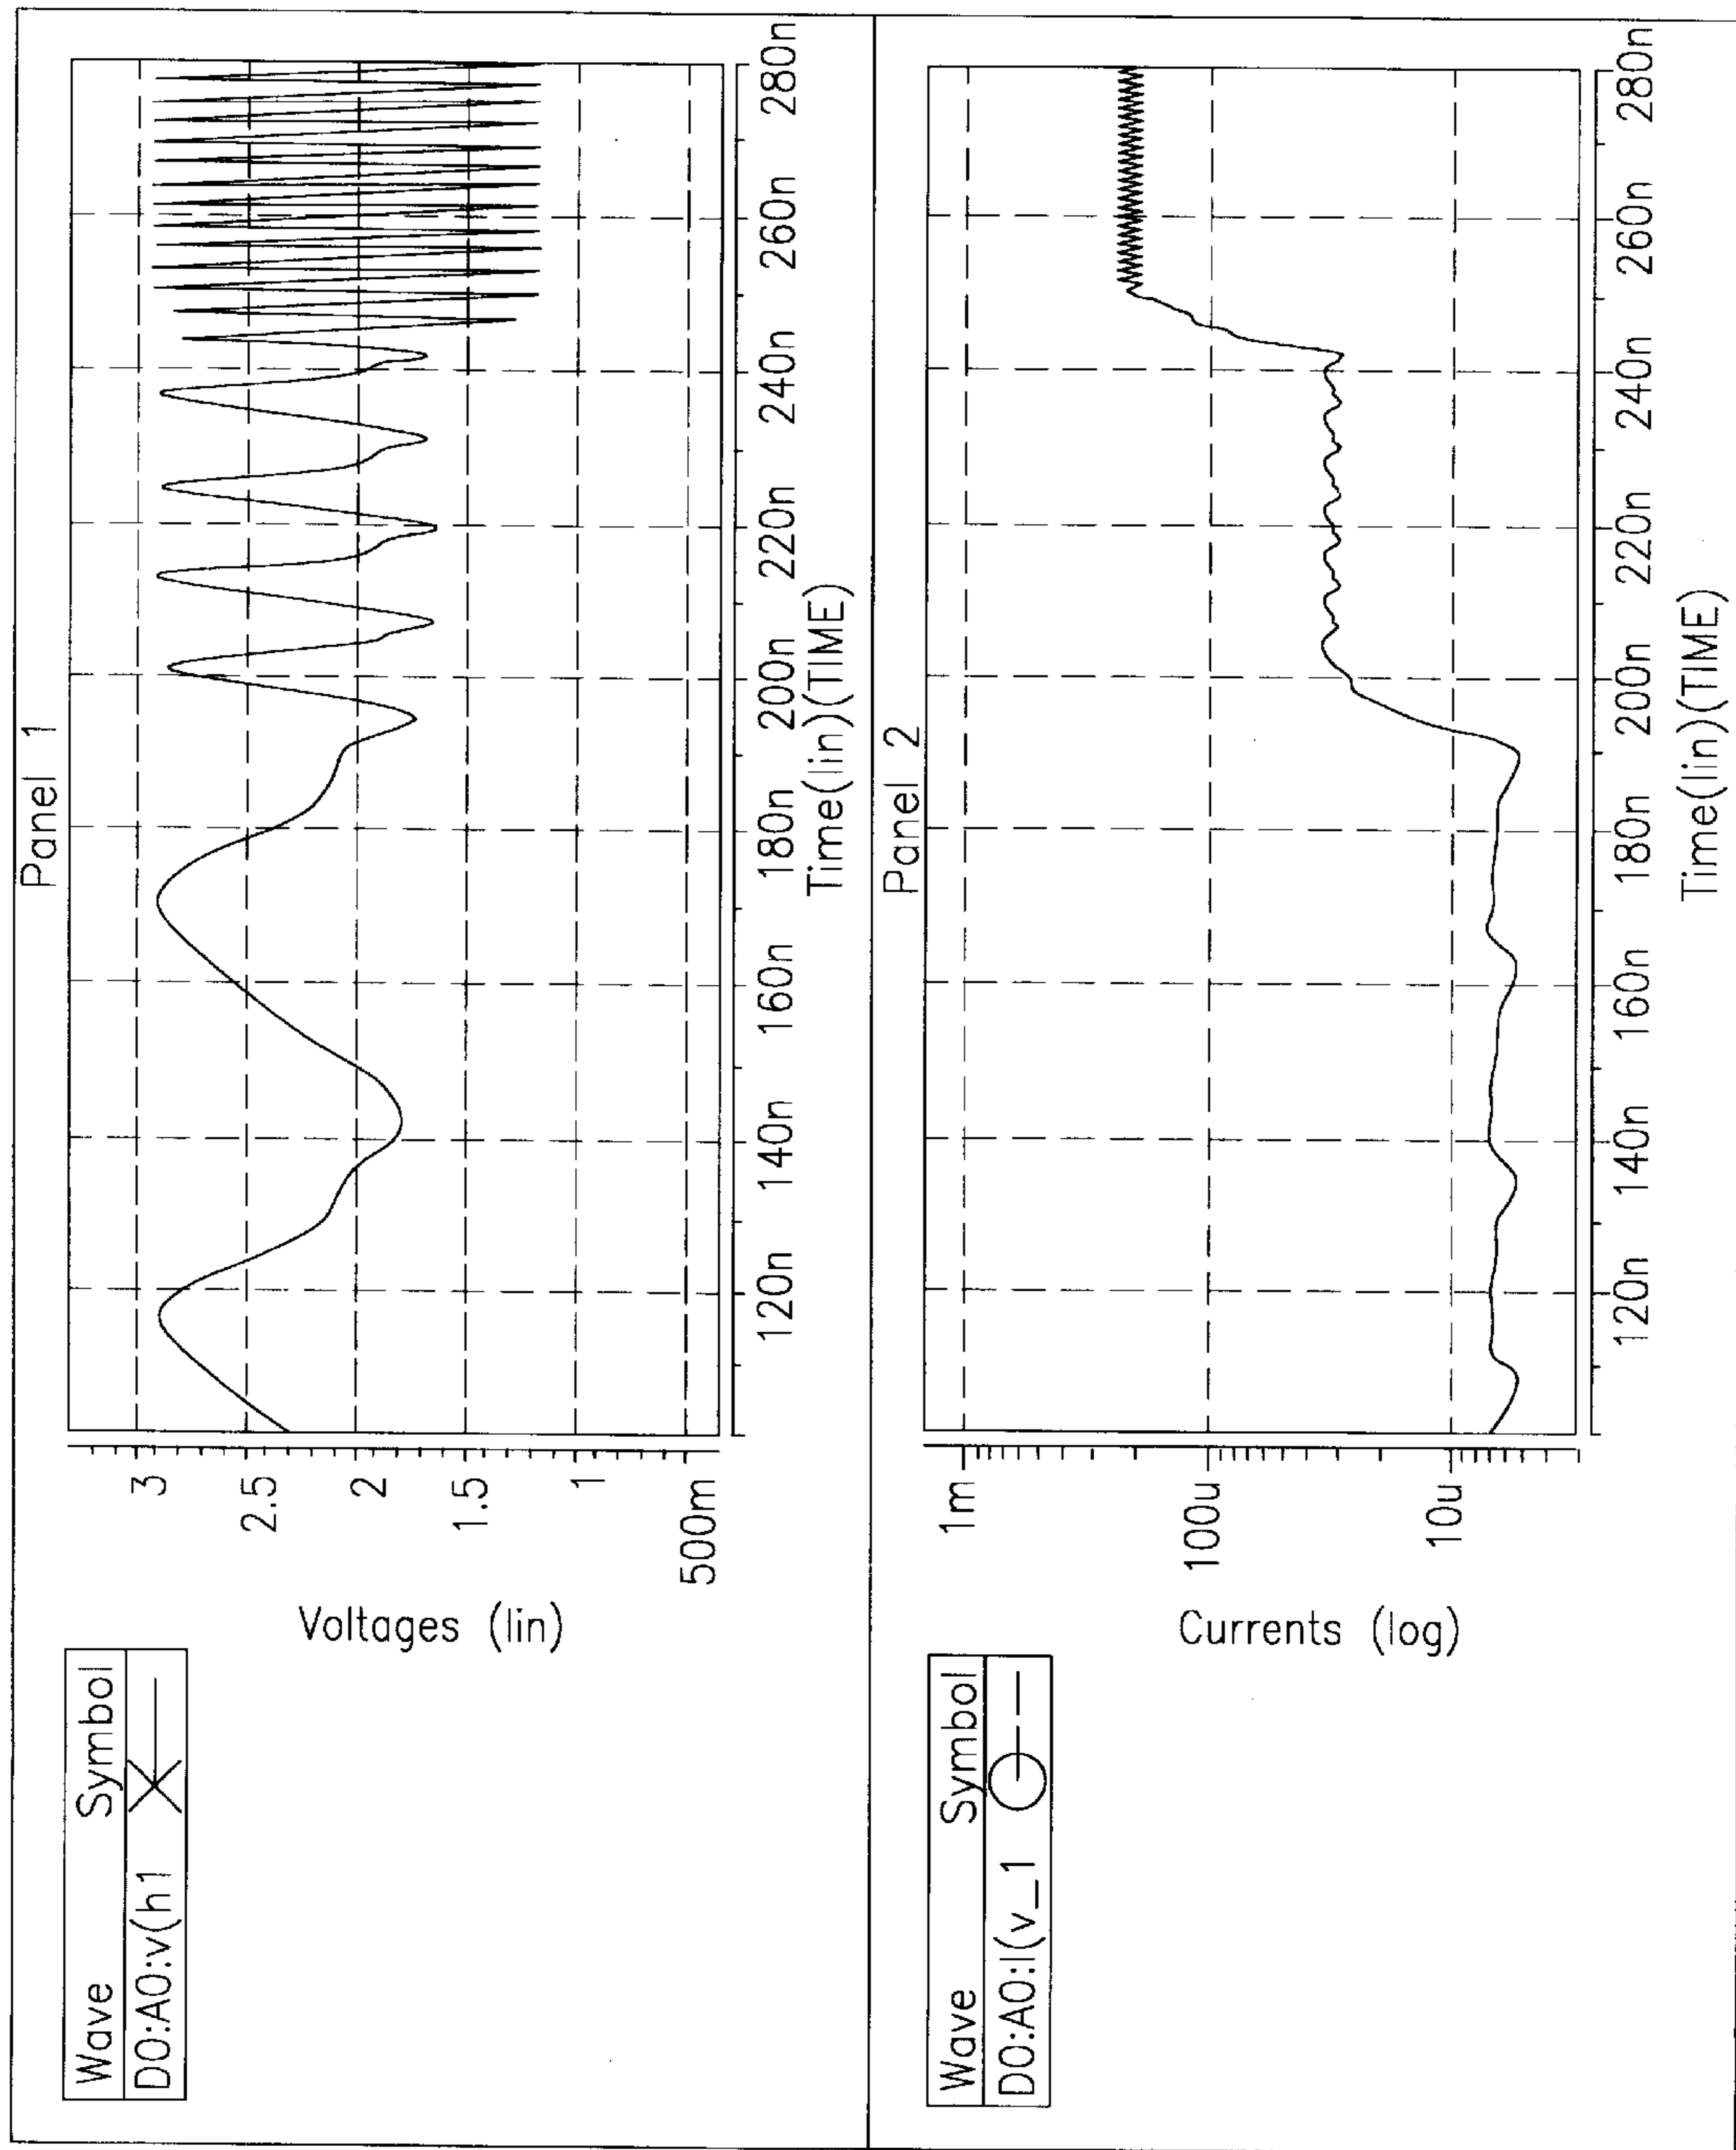 Panel 1
Wave Symbol
D0:A0:v(h1
Voltages (lin)
3
2.5
2
1.5
1
500m
120n 140n 160n 180n 200n 220n 240n 260n 280n
Time(lin)(TIME)
Panel 2
Wave Symbol
D0:A0:I(v_1
Currents (log)
1m
100u
10u
120n 140n 160n 180n 200n 220n 240n 260n 280n
Time(lin)(TIME)